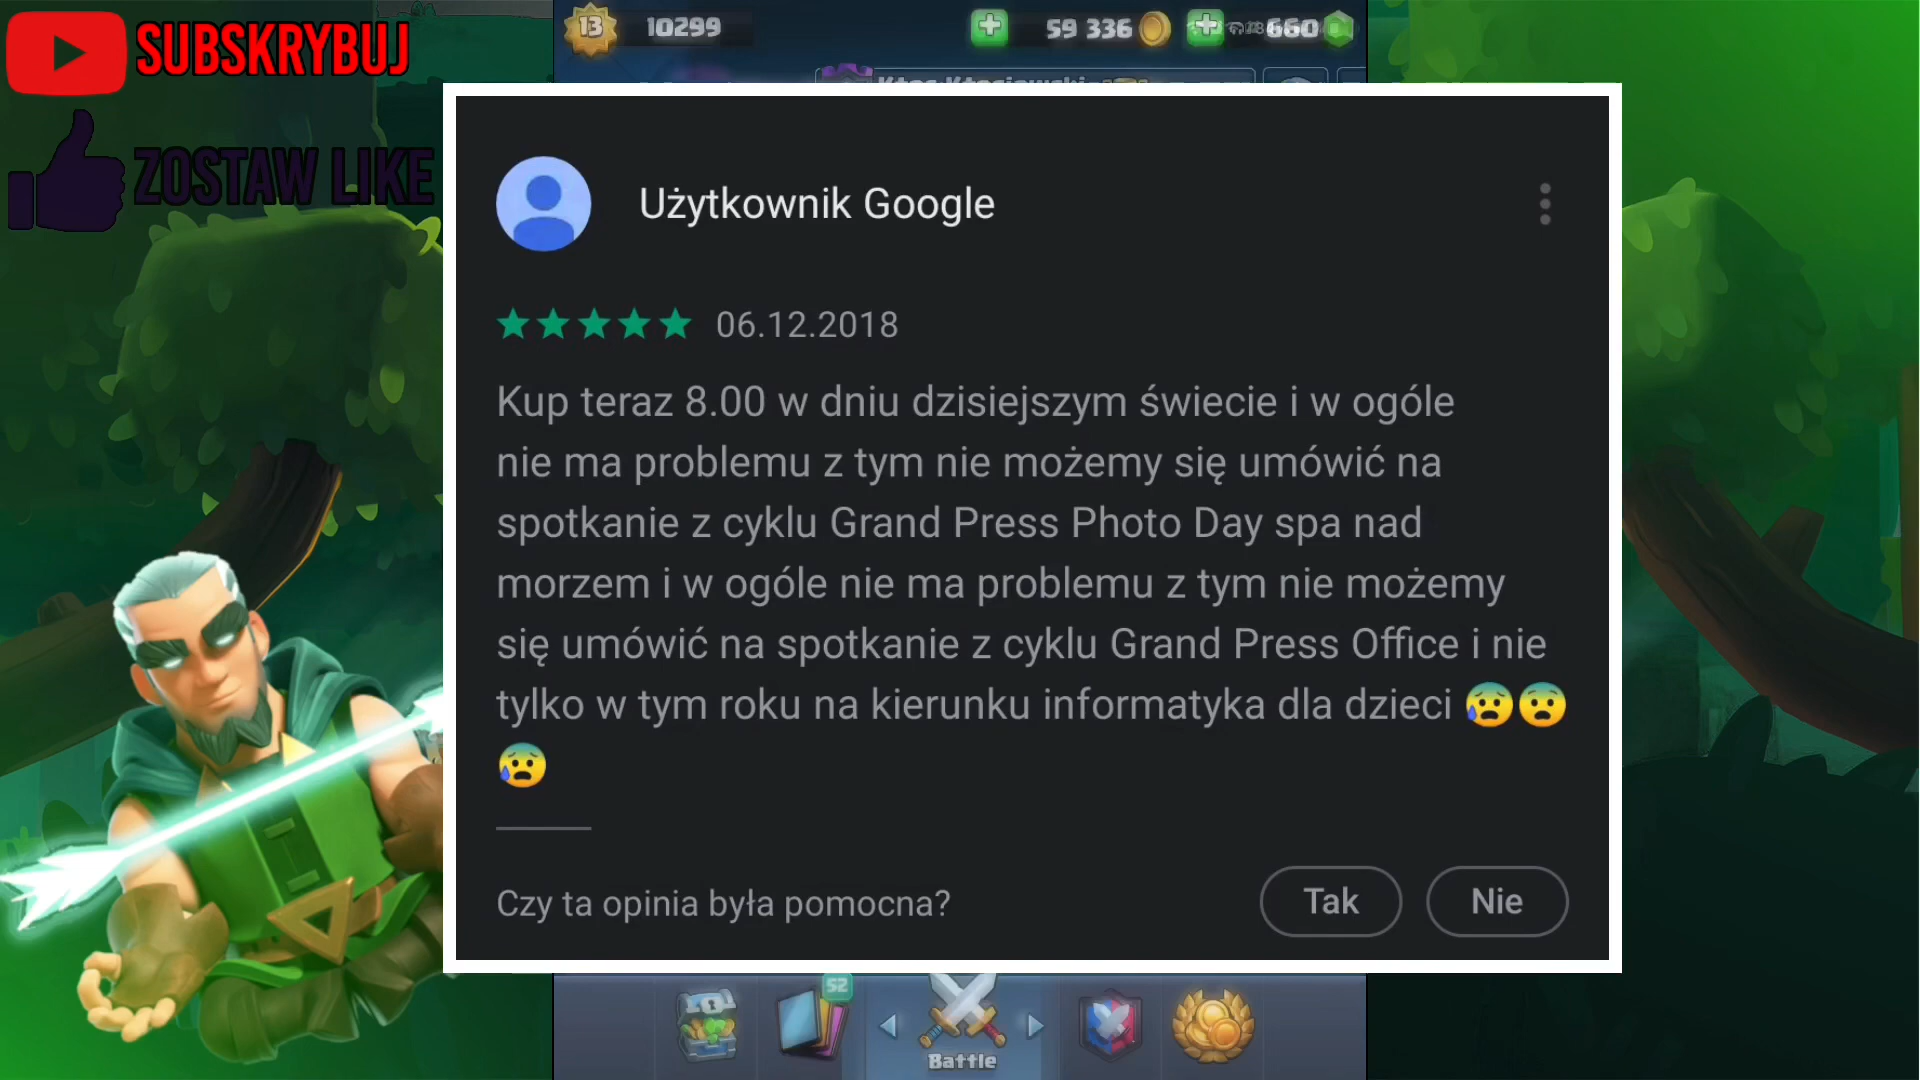 SUBSKRYBUJ
ZOSTAW LIKE
13
10299
59 336
660
Użytkownik Google
06.12.2018
Kup teraz 8.00 w dniu dzisiejszym świecie i w ogóle
nie ma problemu z tym nie możemy się umówić na
spotkanie z cyklu Grand Press Photo Day spa nad
morzem i w ogóle nie ma problemu z tym nie możemy
się umówić na spotkanie z cyklu Grand Press Office i nie
tylko w tym roku na kierunku informatyka dla dzieci 😰😨
😰
Czy ta opinia była pomocna?
Tak
Nie
52
Battle